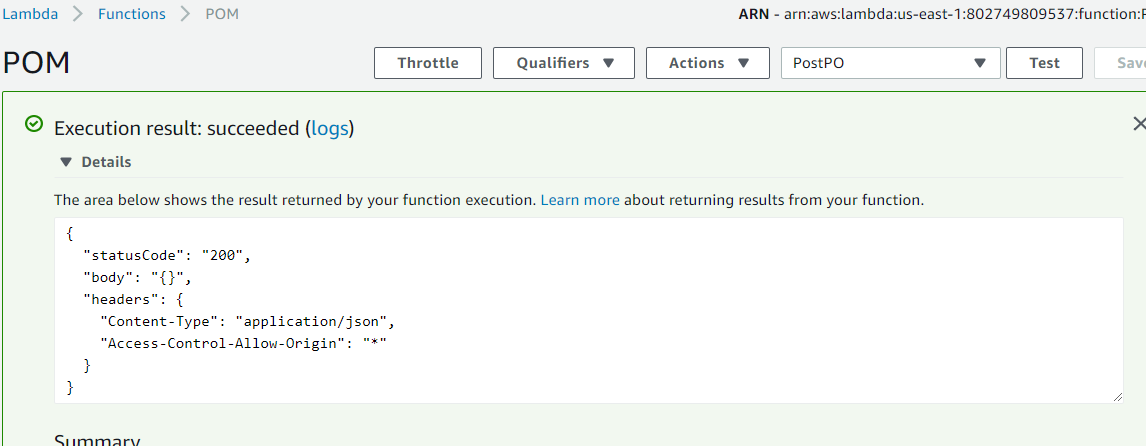 Lambda > Functions > POM ARN - arn:aws:lambda:us-east-1:802749809537:function:
POM Throttle Qualifiers ▼ Actions ▼ PostPO ▼ Test Save
Execution result: succeeded (logs) ×
▼ Details
The area below shows the result returned by your function execution. Learn more about returning results from your function.
{
"statusCode": "200",
"body": "{}",
"headers": {
"Content-Type": "application/json",
"Access-Control-Allow-Origin": "*"
}
}
Summary